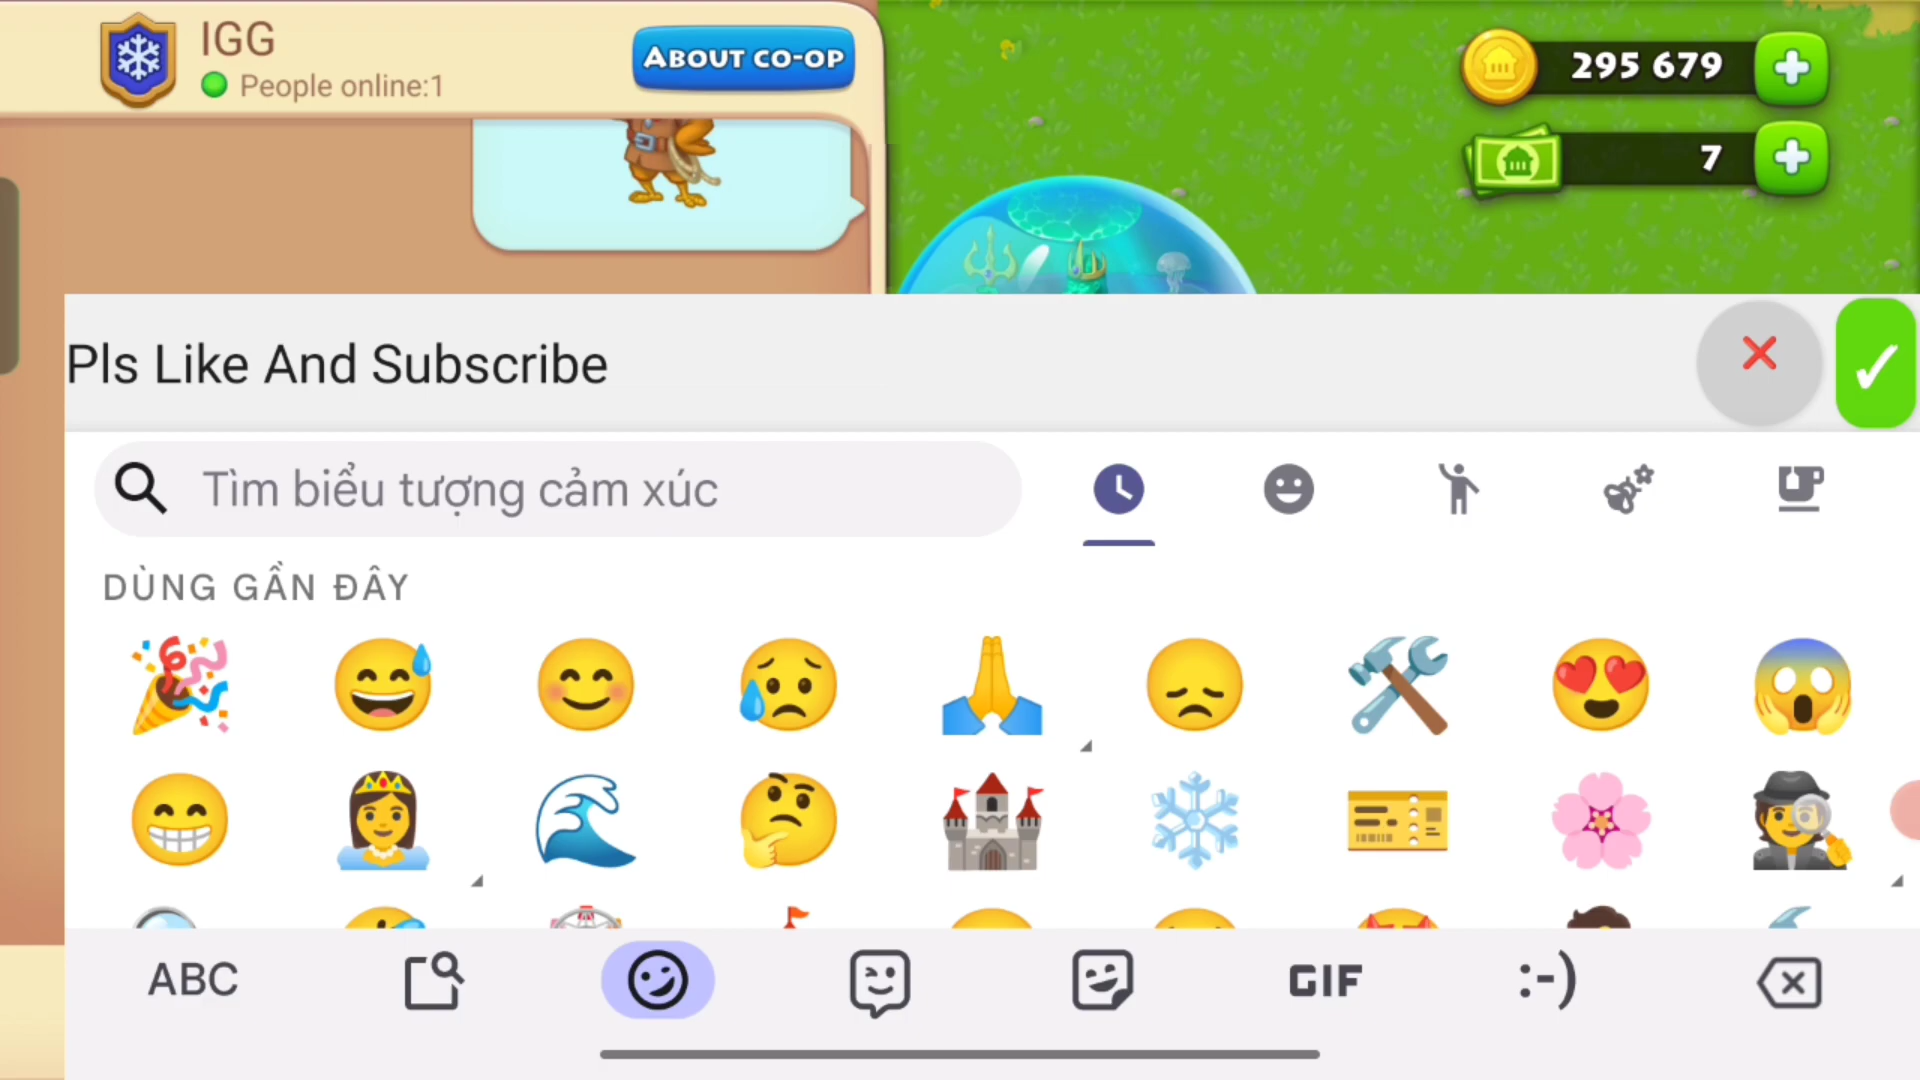 IGG
People online:1
ABOUT CO-OP
295 679
7
Pls Like And Subscribe
Tìm biểu tượng cảm xúc
DÙNG GẦN ĐÂY
ABC
GIF
:-)